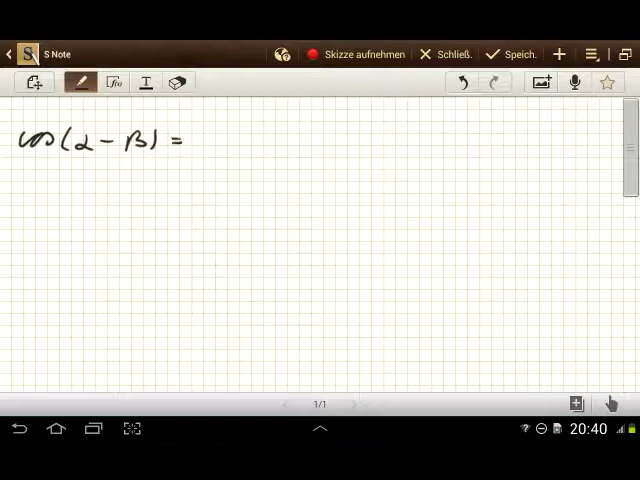 S Note
Skizze aufnehmen
Schließ.
Speich.
f(x)
T
cos(α − β) =
1/1
20:40